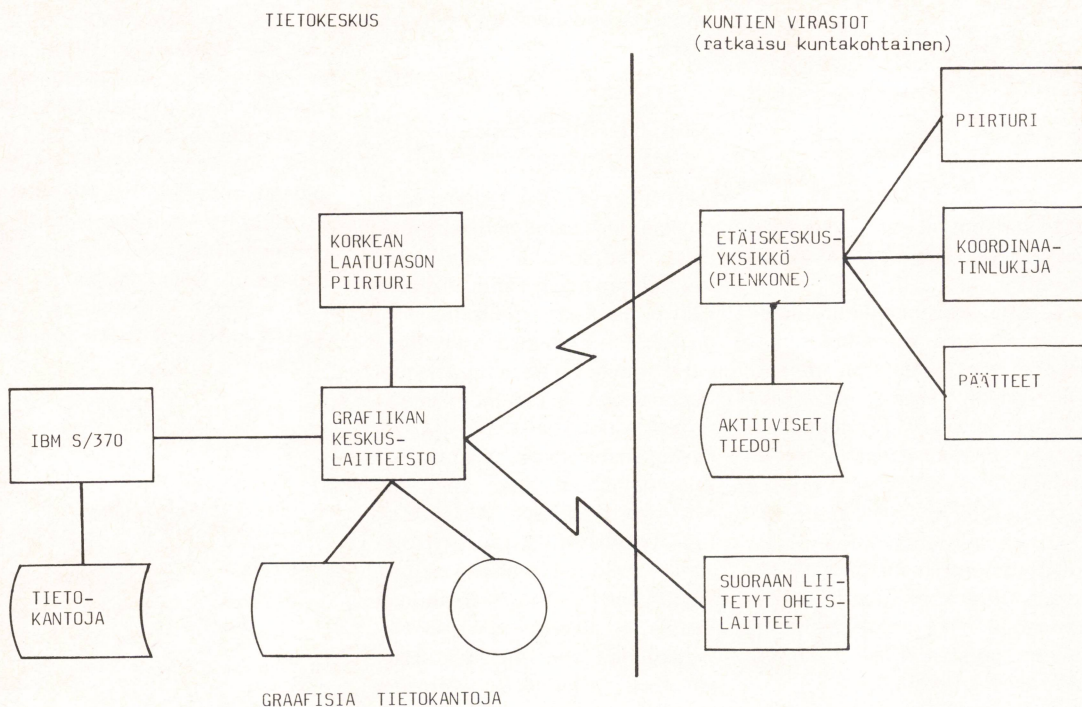 TIETOKESKUS
KUNTIEN VIRASTOT
(ratkaisu kuntakohtainen)
PIIRTURI
KORKEAN
LAATUTASON
PIIRTURI
ETÄISKESKUS-
YKSIKKÖ
(PIENKONE)
KOORDINAA-
TINLUKIJA
PÄÄTTEET
IBM S/370
GRAFIIKAN
KESKUS-
LAITTEISTO
AKTIIVISET
TIEDOT
TIETO-
KANTOJA
SUORAAN LII-
TETYT OHEIS-
LAITTEET
GRAAFISIA TIETOKANTOJA